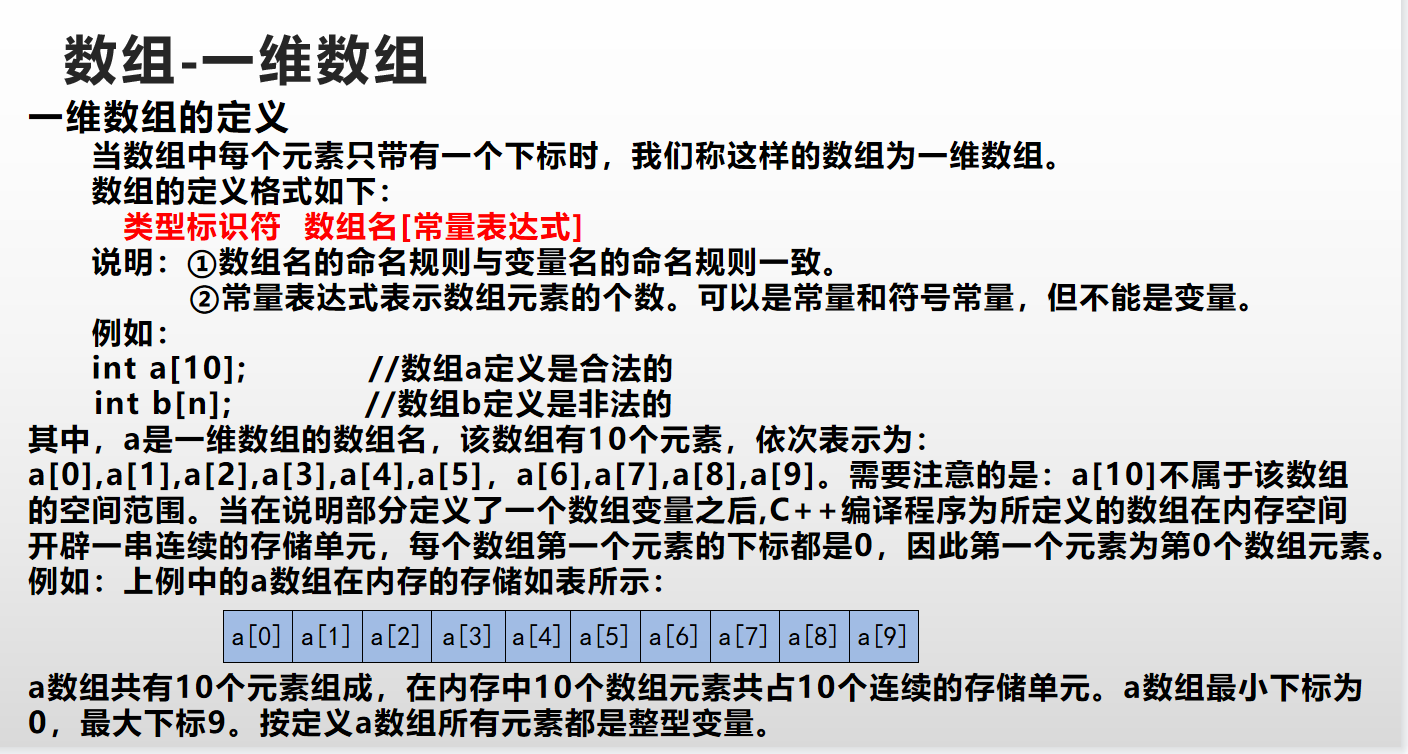 数组-一维数组
一维数组的定义
当数组中每个元素只带有一个下标时，我们称这样的数组为一维数组。
数组的定义格式如下：
类型标识符 数组名[常量表达式]
说明：①数组名的命名规则与变量名的命名规则一致。
②常量表达式表示数组元素的个数。可以是常量和符号常量，但不能是变量。
例如：
int a[10]; //数组a定义是合法的
int b[n]; //数组b定义是非法的
其中，a是一维数组的数组名，该数组有10个元素，依次表示为：
a[0],a[1],a[2],a[3],a[4],a[5]，a[6],a[7],a[8],a[9]。需要注意的是：a[10]不属于该数组
的空间范围。当在说明部分定义了一个数组变量之后,C++编译程序为所定义的数组在内存空间
开辟一串连续的存储单元，每个数组第一个元素的下标都是0，因此第一个元素为第0个数组元素。
例如：上例中的a数组在内存的存储如表所示：
a[0] a[1] a[2] a[3] a[4] a[5] a[6] a[7] a[8] a[9]
a数组共有10个元素组成，在内存中10个数组元素共占10个连续的存储单元。a数组最小下标为
0，最大下标9。按定义a数组所有元素都是整型变量。